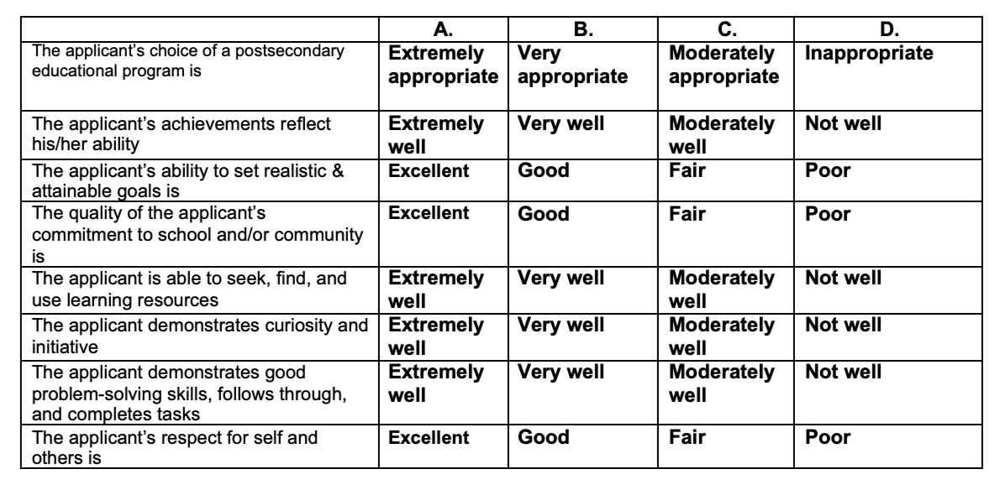 A. B. C. D.
The applicant's choice of a postsecondary Extremely Very Moderately Inappropriate
educational program is appropriate appropriate appropriate
The applicant's achievements reflect Extremely Very well Moderately Not well
his/her ability well well
The applicant's ability to set realistic & Excellent Good Fair Poor
attainable goals is
The quality of the applicant's Excellent Good Fair Poor
commitment to school and/or community
is
The applicant is able to seek, find, and Extremely Very well Moderately Not well
use learning resources well well
The applicant demonstrates curiosity and Extremely Very well Moderately Not well
initiative well well
The applicant demonstrates good Extremely Very well Moderately Not well
problem-solving skills, follows through, well well
and completes tasks
The applicant's respect for self and Excellent Good Fair Poor
others is